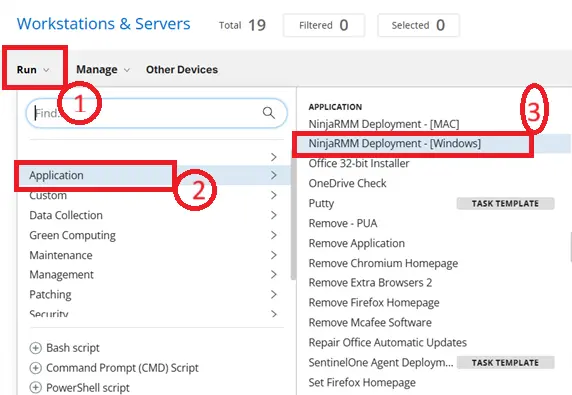 Workstations & Servers Total 19 Filtered 0 Selected 0
Run Manage Other Devices
1
Find...
Application
2
Custom
Data Collection
Green Computing
Maintenance
Management
Patching
Security
Bash script
Command Prompt (CMD) Script
PowerShell script
APPLICATION
3
NinjaRMM Deployment - [MAC]
NinjaRMM Deployment - [Windows]
Office 32-bit Installer
OneDrive Check
Putty TASK TEMPLATE
Remove - PUA
Remove Application
Remove Chromium Homepage
Remove Extra Browsers 2
Remove Firefox Homepage
Remove Mcafee Software
Repair Office Automatic Updates
SentinelOne Agent Deploym... TASK TEMPLATE
Set Firefox Homepage